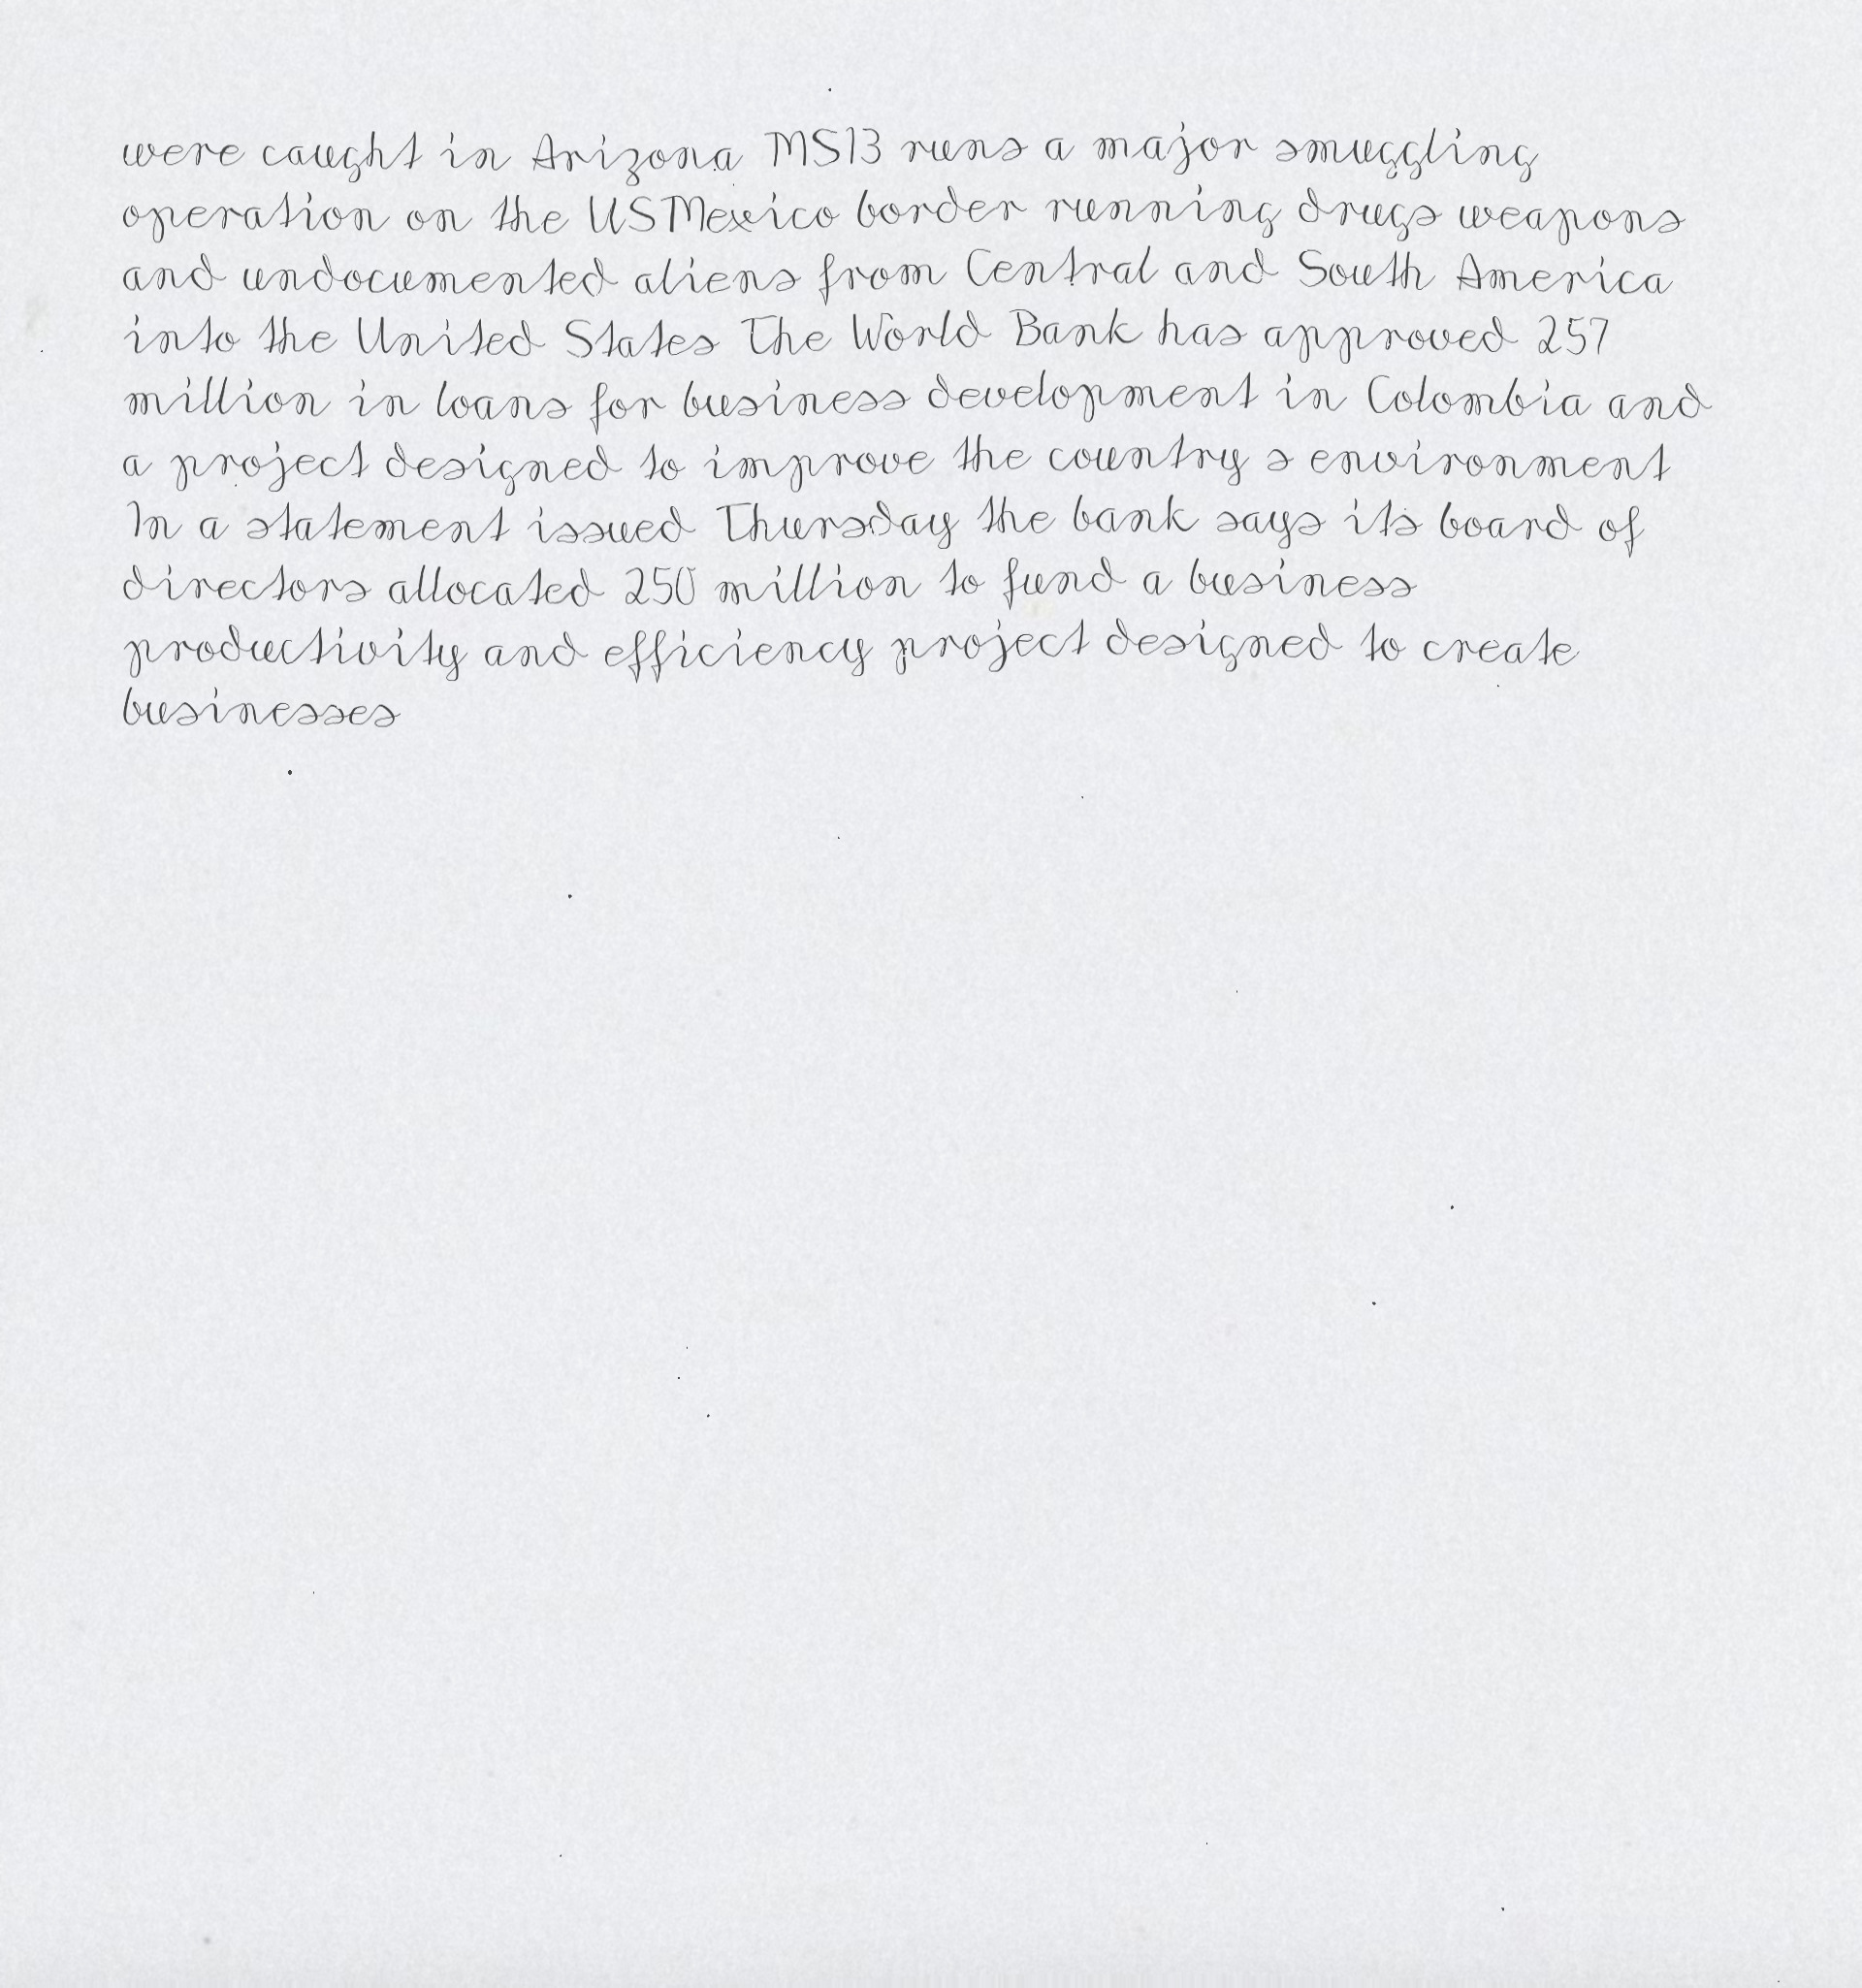 were caught in Arizona MS13 runs a major smuggling
operation on the USMexico border running drugs weapons
and undocumented aliens from Central and South America
into the United States The World Bank has approved 257
million in loans for business development in Colombia and
a project designed to improve the country s environment
In a statement issued Thursday the bank says its board of
directors allocated 250 million to fund a business
productivity and efficiency project designed to create
businesses